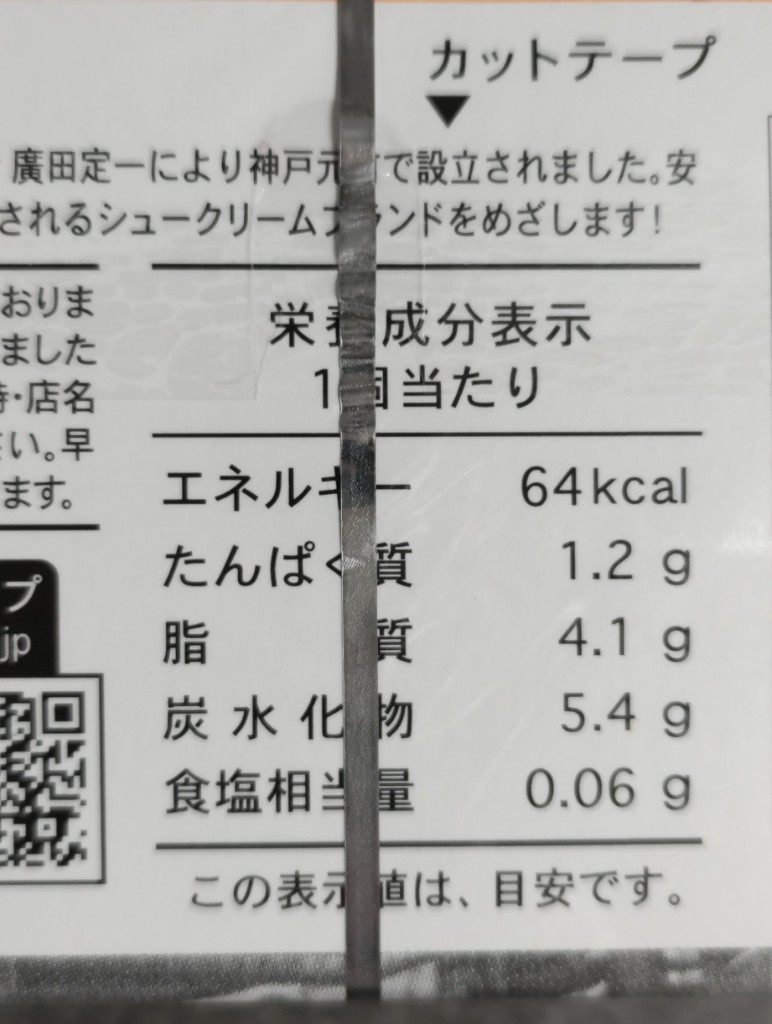 カットテープ
▼
廣田定一により神戸元町で設立されました。安
されるシュークリームブランドをめざします!
おりま
ました
時・店名
さい。早
ます。
プ
jp
栄養成分表示
1個当たり
エネルギー 64kcal
たんぱく質 1.2 g
脂質 4.1 g
炭水化物 5.4 g
食塩相当量 0.06 g
この表示値は、目安です。